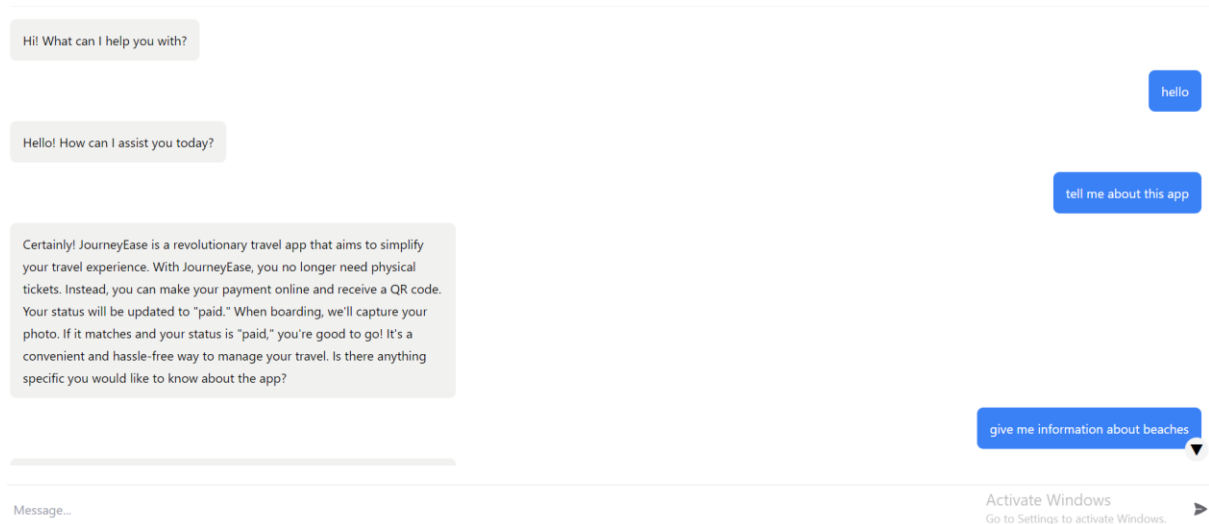 Hi! What can I help you with?
hello
Hello! How can I assist you today?
tell me about this app
Certainly! JourneyEase is a revolutionary travel app that aims to simplify
your travel experience. With JourneyEase, you no longer need physical
tickets. Instead, you can make your payment online and receive a QR code.
Your status will be updated to "paid." When boarding, we'll capture your
photo. If it matches and your status is "paid," you're good to go! It's a
convenient and hassle-free way to manage your travel. Is there anything
specific you would like to know about the app?
give me information about beaches
Message...
Activate Windows
Go to Settings to activate Windows.